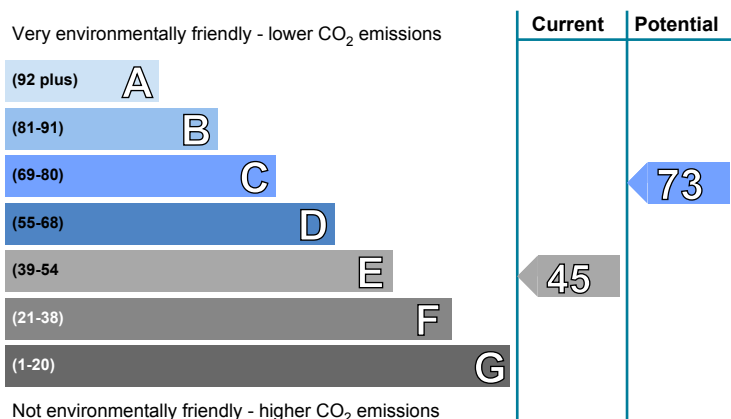 Very environmentally friendly - lower CO2 emissions
Current
Potential
(92 plus) A
(81-91) B
(69-80) C
73
(55-68) D
(39-54 E
45
(21-38) F
(1-20) G
Not environmentally friendly - higher CO2 emissions